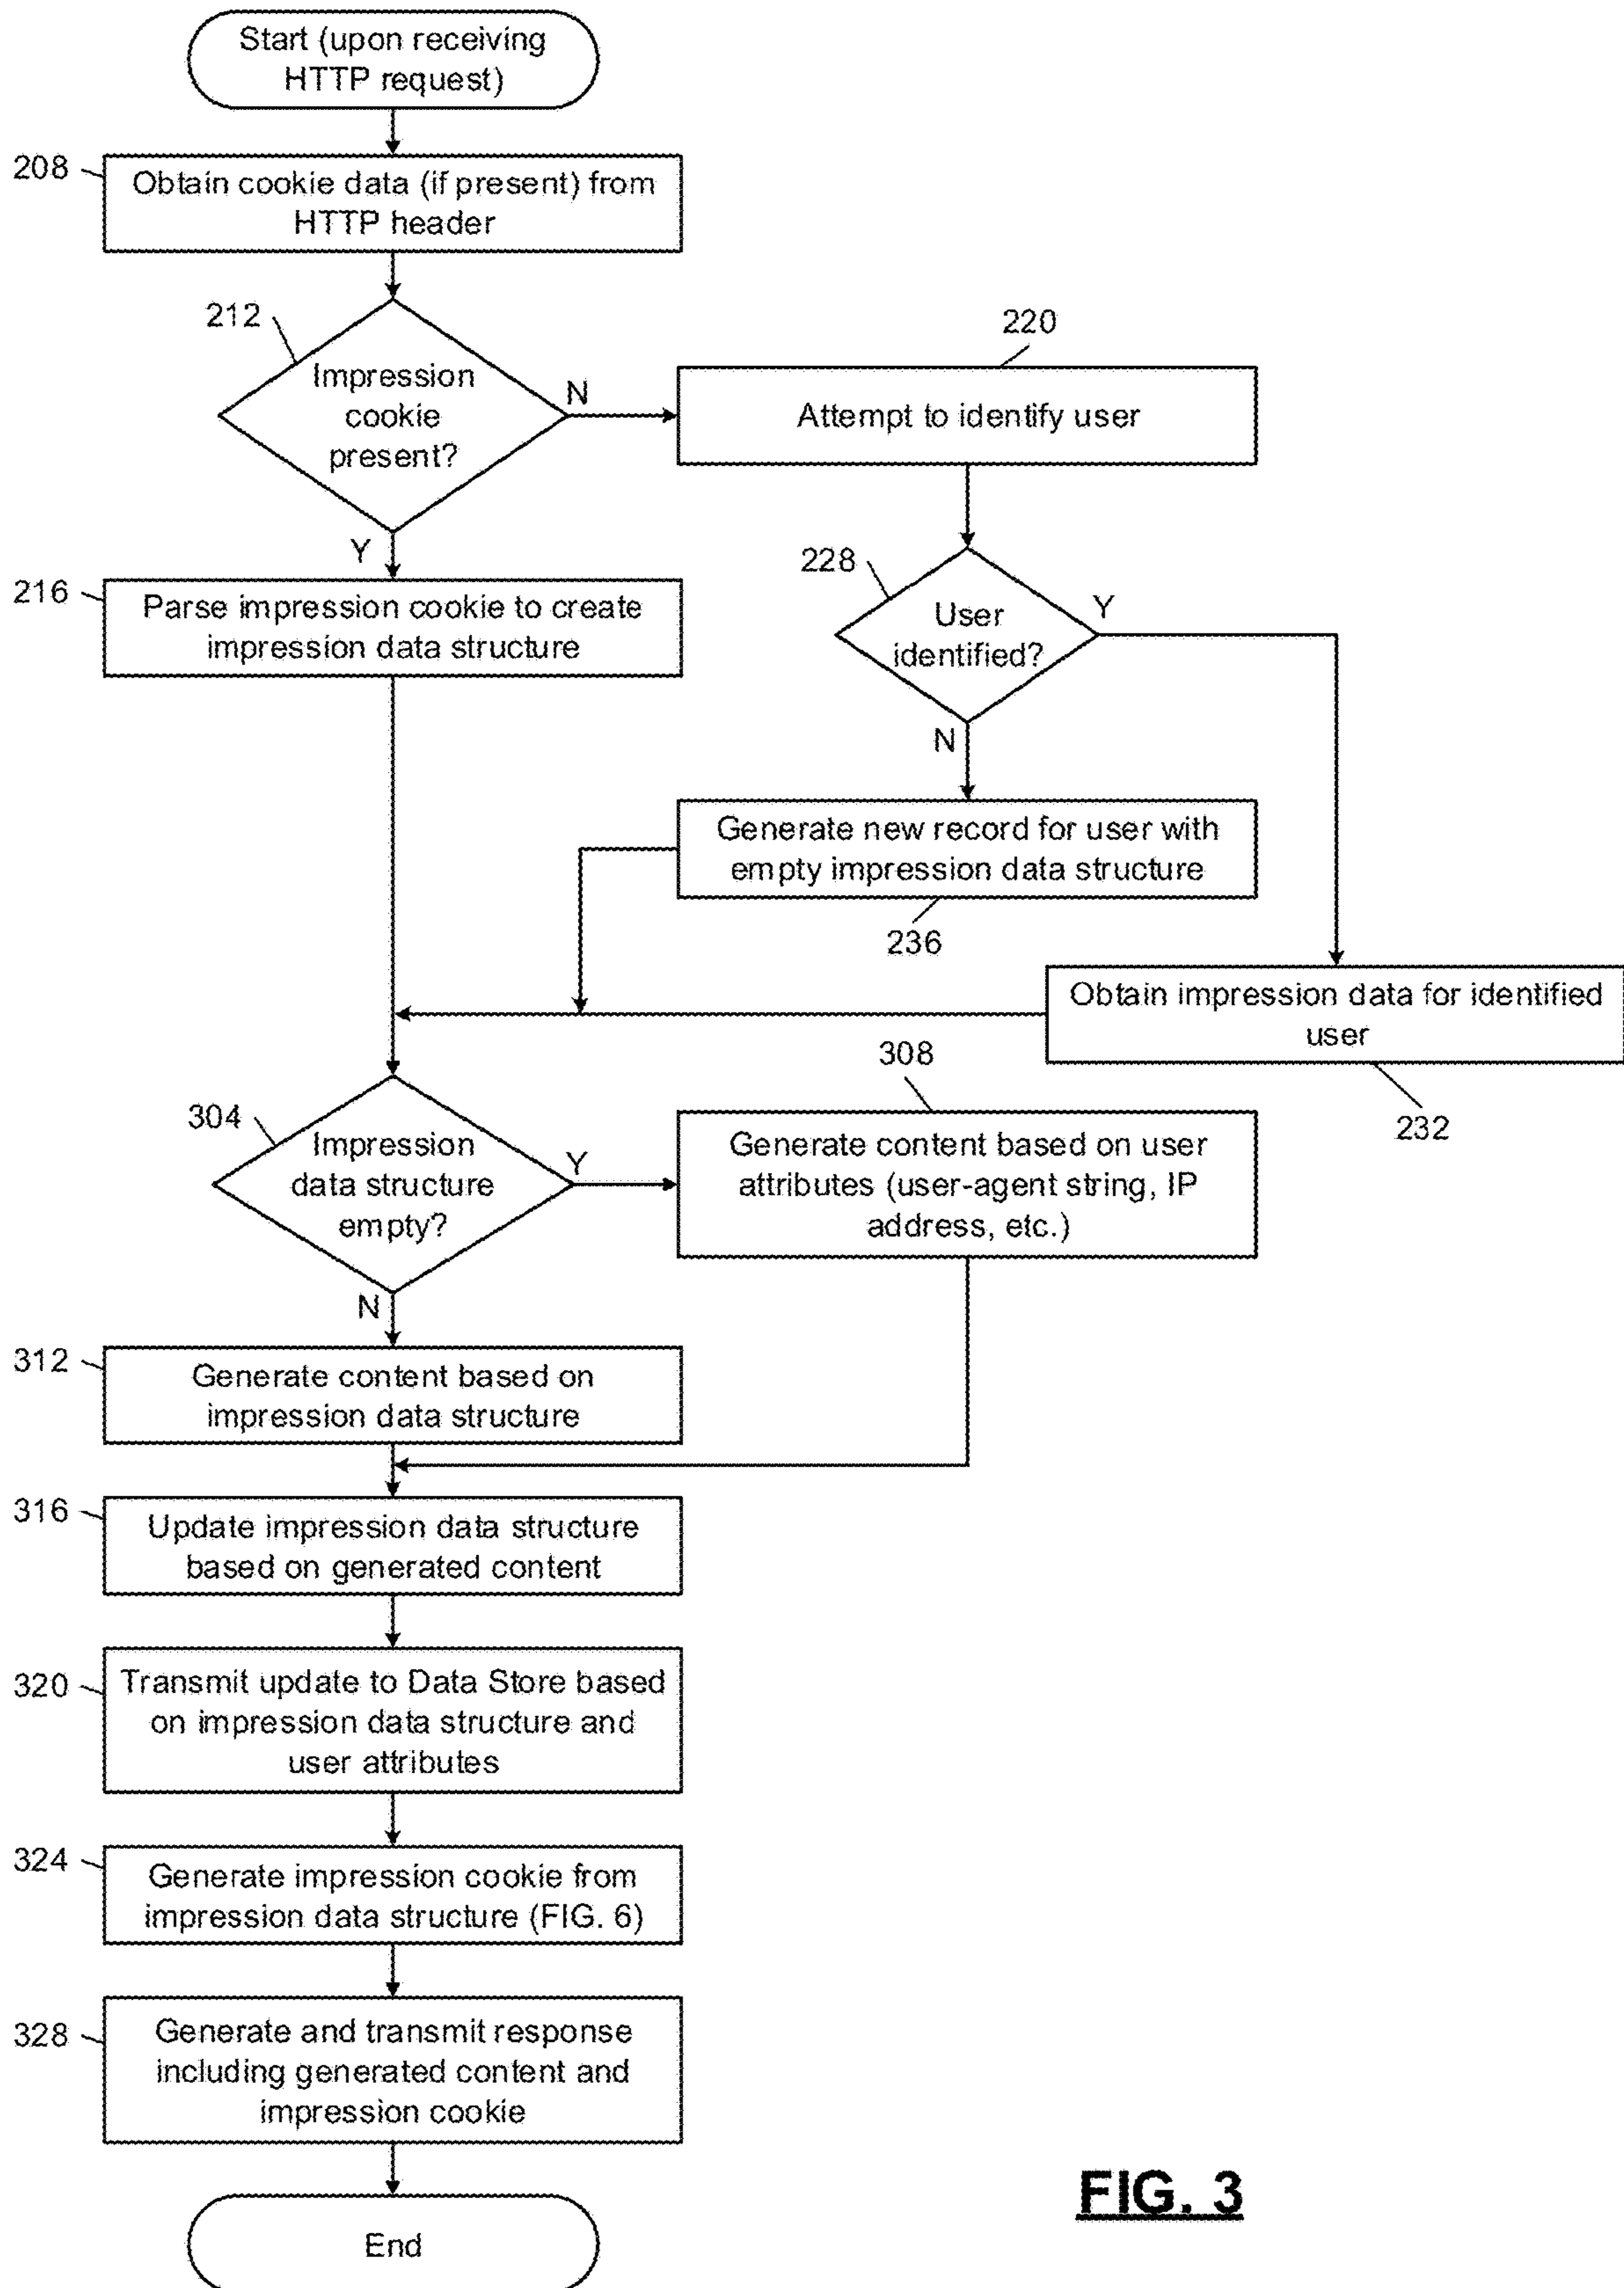 Start (upon receiving
HTTP request)
208
Obtain cookie data (if present) from
HTTP header
212
Impression
cookie
present?
N
220
Attempt to identify user
Y
216
Parse impression cookie to create
impression data structure
228
User
identified?
Y
N
Generate new record for user with
empty impression data structure
236
Obtain impression data for identified
user
232
304
Impression
data structure
empty?
Y
308
Generate content based on user
attributes (user-agent string, IP
address, etc.)
N
312
Generate content based on
impression data structure
316
Update impression data structure
based on generated content
320
Transmit update to Data Store based
on impression data structure and
user attributes
324
Generate impression cookie from
impression data structure (FIG. 6)
328
Generate and transmit response
including generated content and
impression cookie
End
FIG. 3